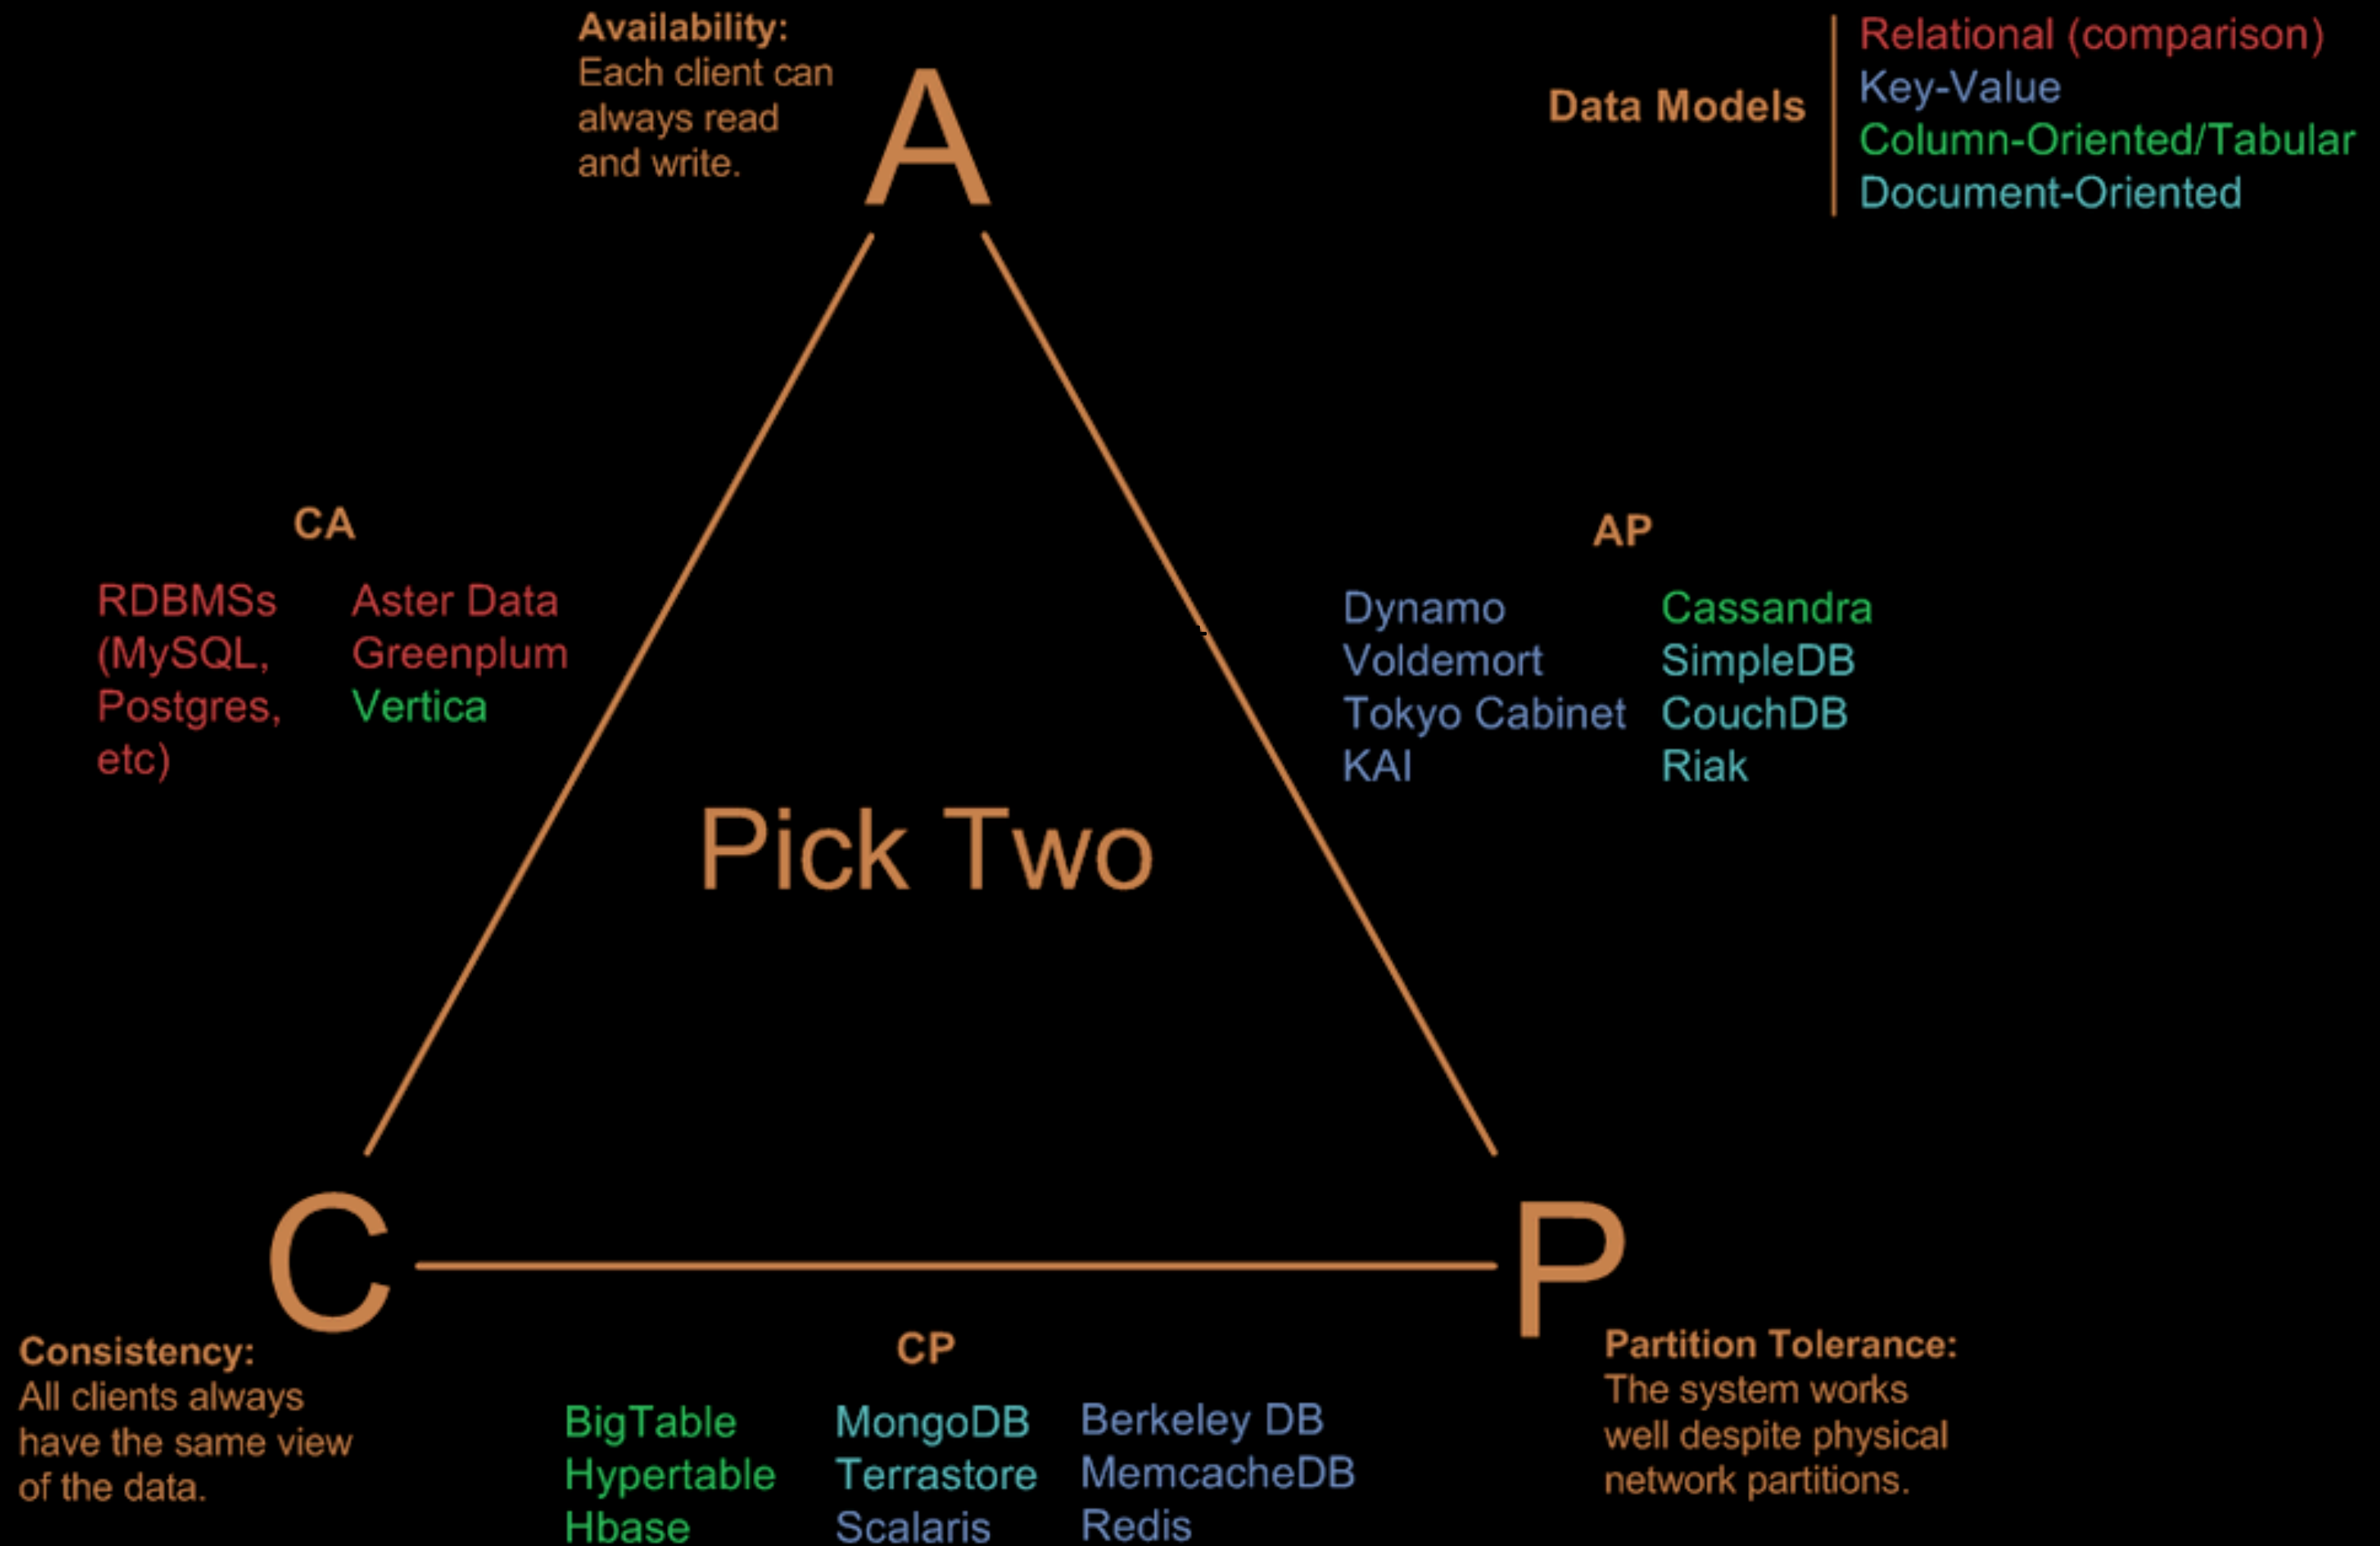 Availability:
Each client can
always read
and write.
A
Data Models
Relational (comparison)
Key-Value
Column-Oriented/Tabular
Document-Oriented
CA
RDBMSs
(MySQL,
Postgres,
etc)
Aster Data
Greenplum
Vertica
AP
Dynamo
Voldemort
Tokyo Cabinet
KAI
Cassandra
SimpleDB
CouchDB
Riak
Pick Two
C
Consistency:
All clients always
have the same view
of the data.
CP
BigTable
Hypertable
Hbase
MongoDB
Terrastore
Scalaris
Berkeley DB
MemcacheDB
Redis
P
Partition Tolerance:
The system works
well despite physical
network partitions.